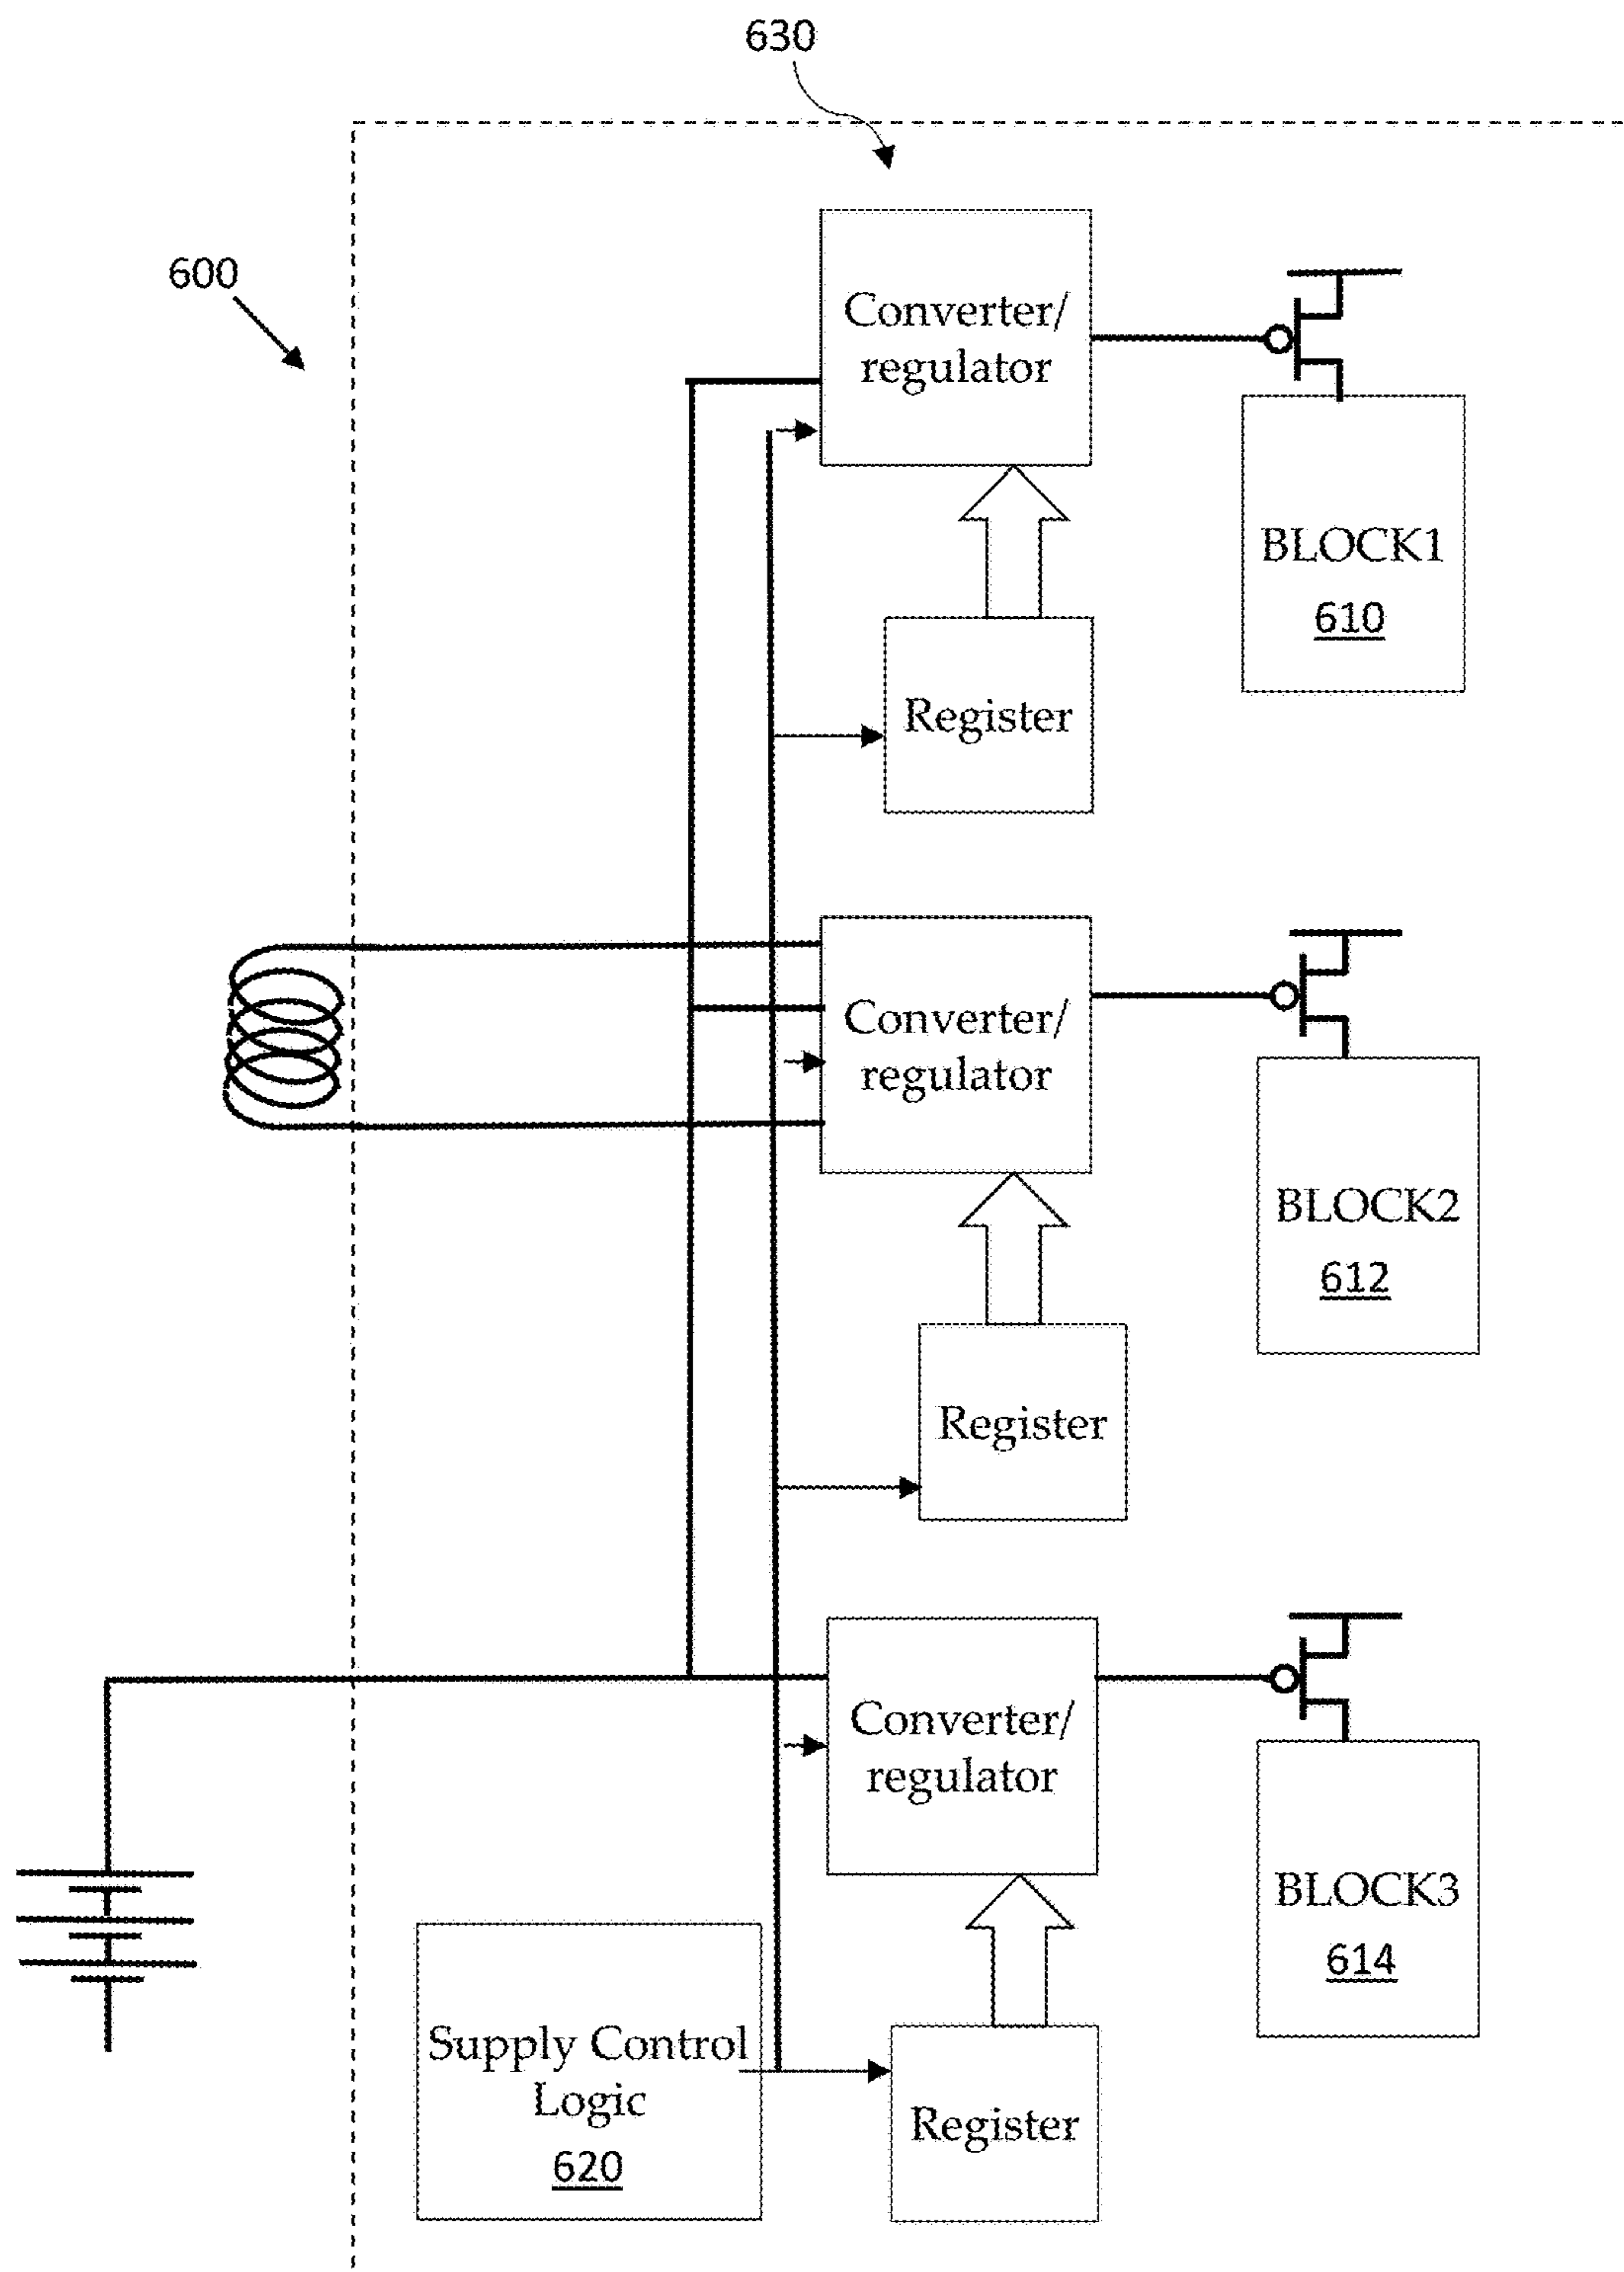 630
600
Converter/
regulator
BLOCK1
610
Register
Converter/
regulator
BLOCK2
612
Register
Converter/
regulator
BLOCK3
614
Supply Control
Logic
620
Register